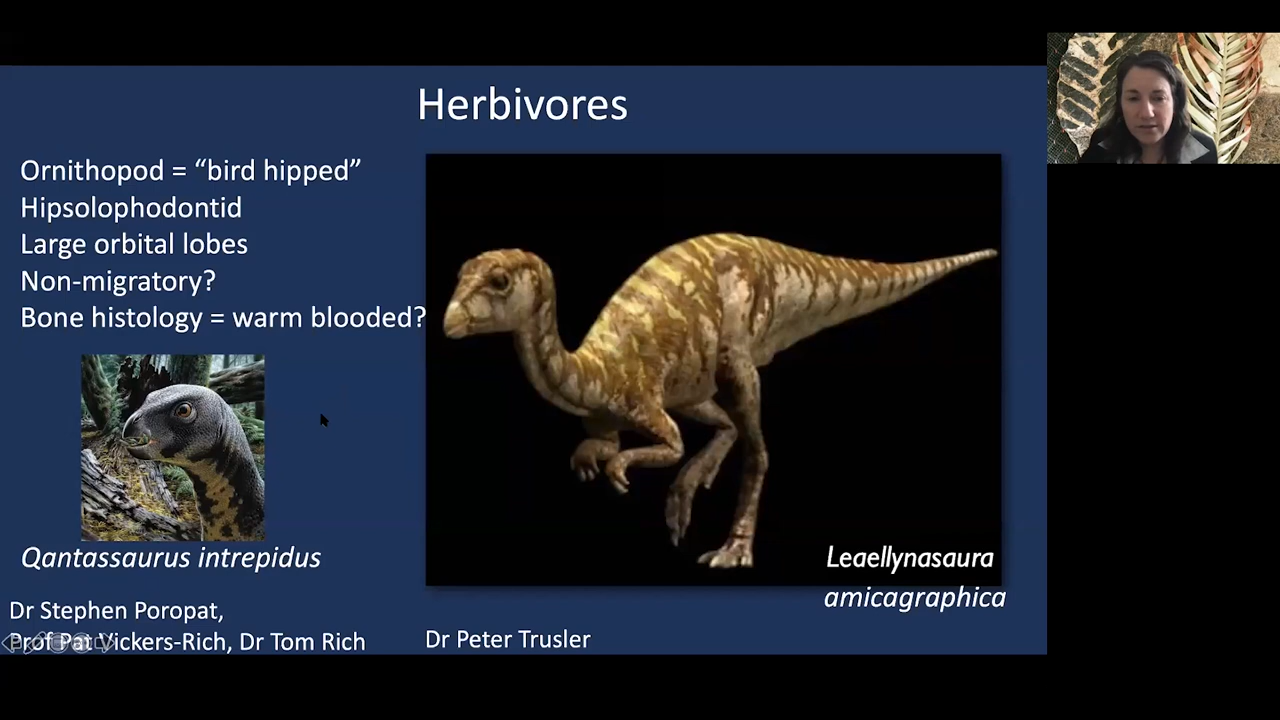 Herbivores
Ornithopod = “bird hipped”
Hipsolophodontid
Large orbital lobes
Non-migratory?
Bone histology = warm blooded?
Qantassaurus intrepidus
Leaellynasaura
amicagraphica
Dr Stephen Poropat,
Prof Pat Vickers-Rich, Dr Tom Rich
Dr Peter Trusler